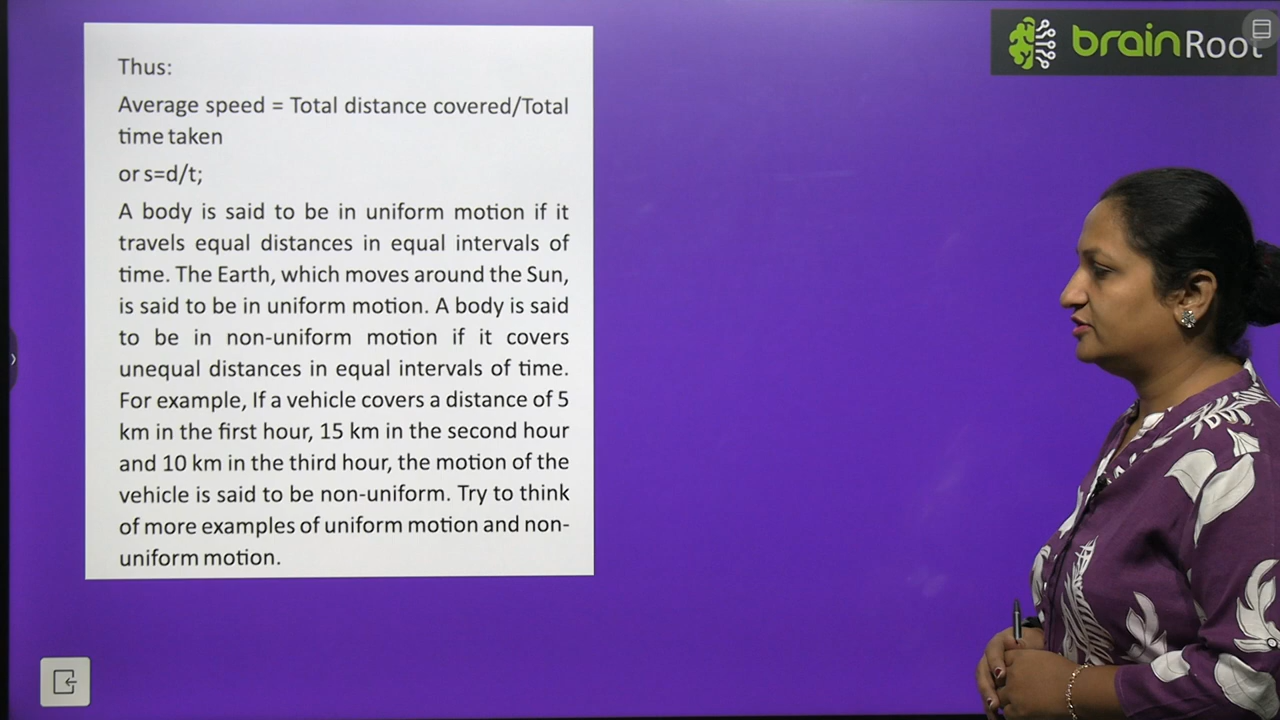 brainRoot
Thus:
Average speed = Total distance covered/Total
time taken
or s=d/t;
A body is said to be in uniform motion if it
travels equal distances in equal intervals of
time. The Earth, which moves around the Sun,
is said to be in uniform motion. A body is said
to be in non-uniform motion if it covers
unequal distances in equal intervals of time.
For example, If a vehicle covers a distance of 5
km in the first hour, 15 km in the second hour
and 10 km in the third hour, the motion of the
vehicle is said to be non-uniform. Try to think
of more examples of uniform motion and non-
uniform motion.